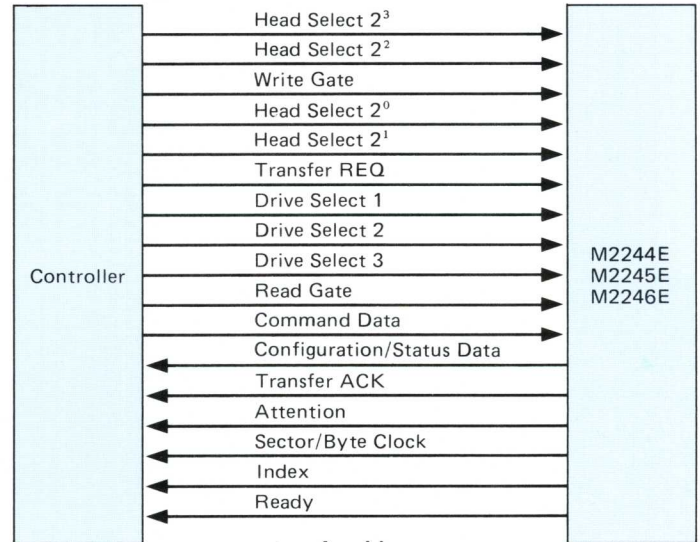 Head Select 2³
Head Select 2²
Write Gate
Head Select 2⁰
Head Select 2¹
Transfer REQ
Drive Select 1
Drive Select 2
Drive Select 3
Read Gate
Command Data
Configuration/Status Data
Transfer ACK
Attention
Sector/Byte Clock
Index
Ready
Controller
M2244E
M2245E
M2246E